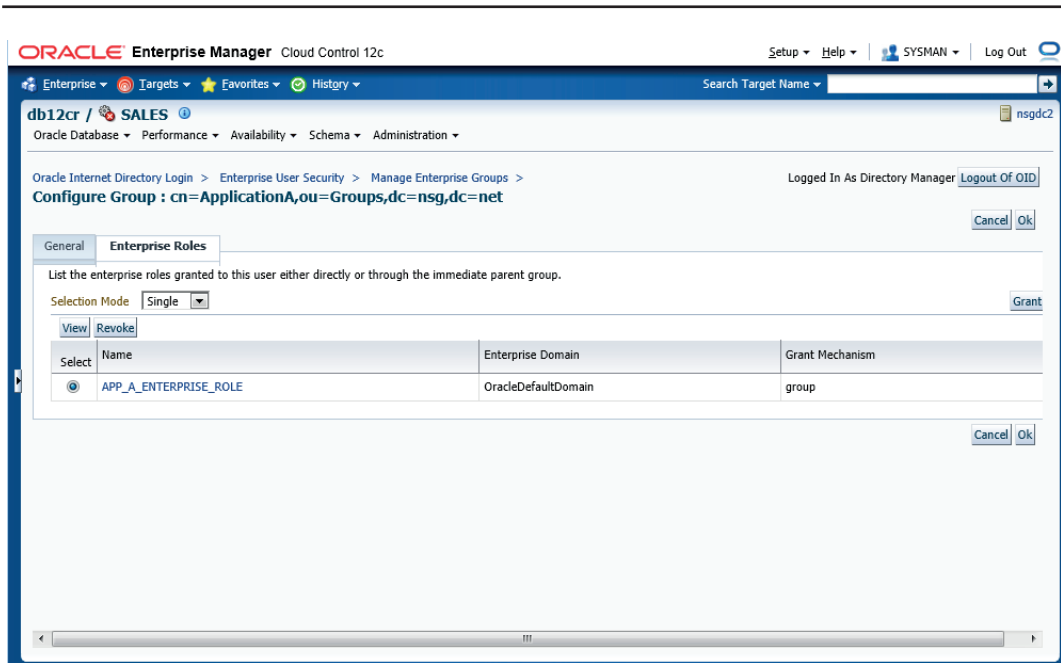 ORACLE Enterprise Manager Cloud Control 12c Setup Help SYSMAN Log Out
Enterprise Targets Favorites History Search Target Name
db12cr / SALES nsgdc2
Oracle Database Performance Availability Schema Administration
Oracle Internet Directory Login > Enterprise User Security > Manage Enterprise Groups > Logged In As Directory Manager Logout Of OID
Configure Group : cn=ApplicationA,ou=Groups,dc=nsg,dc=net
Cancel Ok
General Enterprise Roles
List the enterprise roles granted to this user either directly or through the immediate parent group.
Selection Mode Single Grant
View Revoke
Select Name Enterprise Domain Grant Mechanism
APP_A_ENTERPRISE_ROLE OracleDefaultDomain group
Cancel Ok